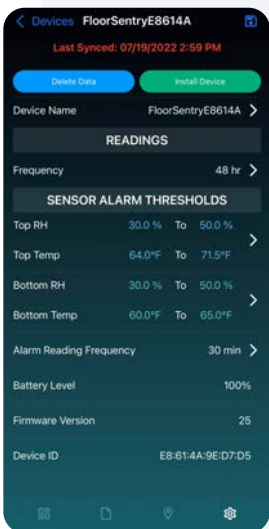 Devices FloorSentryE8614A
Last Synced: 07/19/2022 2:59 PM
Delete Data Install Device
Device Name FloorSentryE8614A
READINGS
Frequency 48 hr
SENSOR ALARM THRESHOLDS
Top RH 30.0 % To 50.0 %
Top Temp 64.0°F To 71.5°F
Bottom RH 30.0 % To 50.0 %
Bottom Temp 60.0°F To 65.0°F
Alarm Reading Frequency 30 min
Battery Level 100%
Firmware Version 25
Device ID E8:61:4A:9E:D7:D5